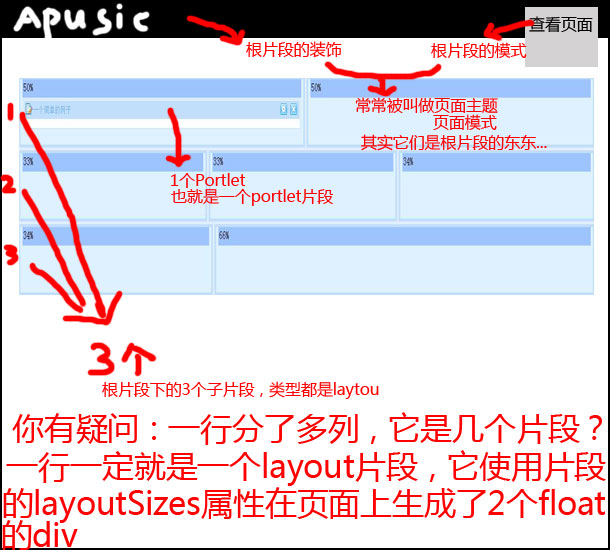 Apusic
查看页面
根片段的装饰
根片段的模式
50%
50%
一个简单的例子
常常被叫做页面主题
页面模式
其实它们是根片段的东东...
1
33%
33%
34%
1个Portlet
也就是一个portlet片段
2
34%
66%
3
3个
根片段下的3个子片段，类型都是laytou
你有疑问：一行分了多列，它是几个片段？
一行一定就是一个layout片段，它使用片段
的layoutSizes属性在页面上生成了2个float
的div